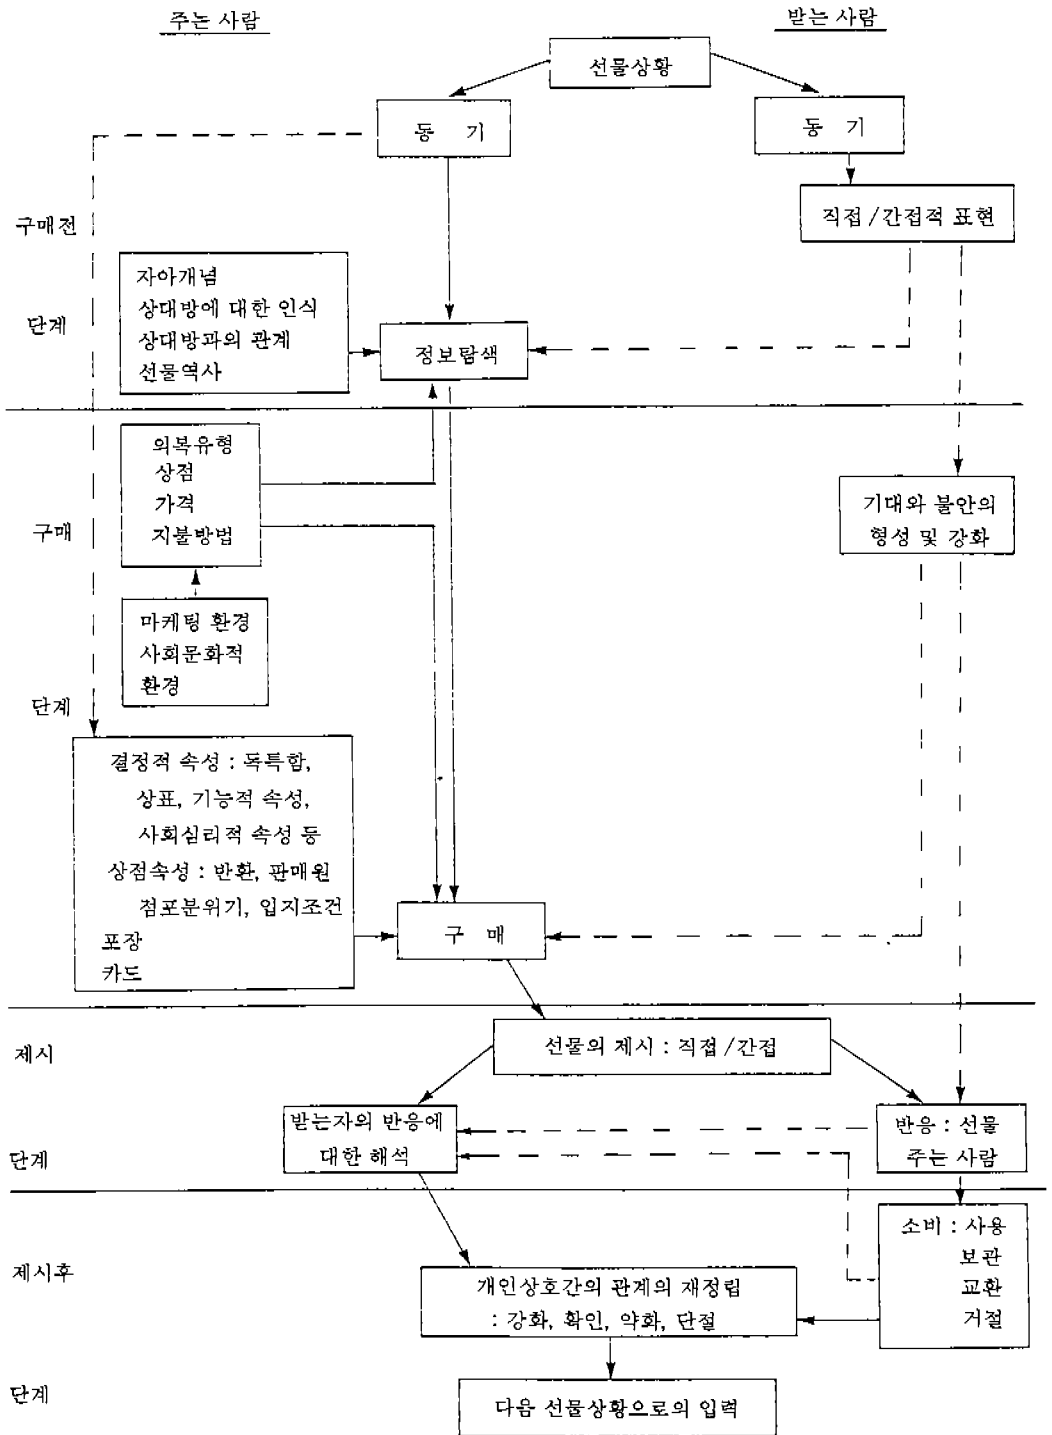 주는 사람
받는 사람
선물상황
동 기
동 기
직접/간접적 표현
구매전
단계
자아개념
상대방에 대한 인식
상대방과의 관계
선물역사
정보탐색
의복유형
상점
가격
지불방법
구매
단계
기대와 불안의
형성 및 강화
마케팅 환경
사회문화적
환경
결정적 속성 : 독특함,
상표, 기능적 속성,
사회심리적 속성 등
상점속성 : 반환, 판매원
점포분위기, 입지조건
포장
카드
구 매
제시
단계
선물의 제시 : 직접/간접
받는자의 반응에
대한 해석
반응 : 선물
주는 사람
제시후
단계
소비 : 사용
보관
교환
거절
개인상호간의 관계의 재정립
: 강화, 확인, 약화, 단절
다음 선물상황으로의 입력